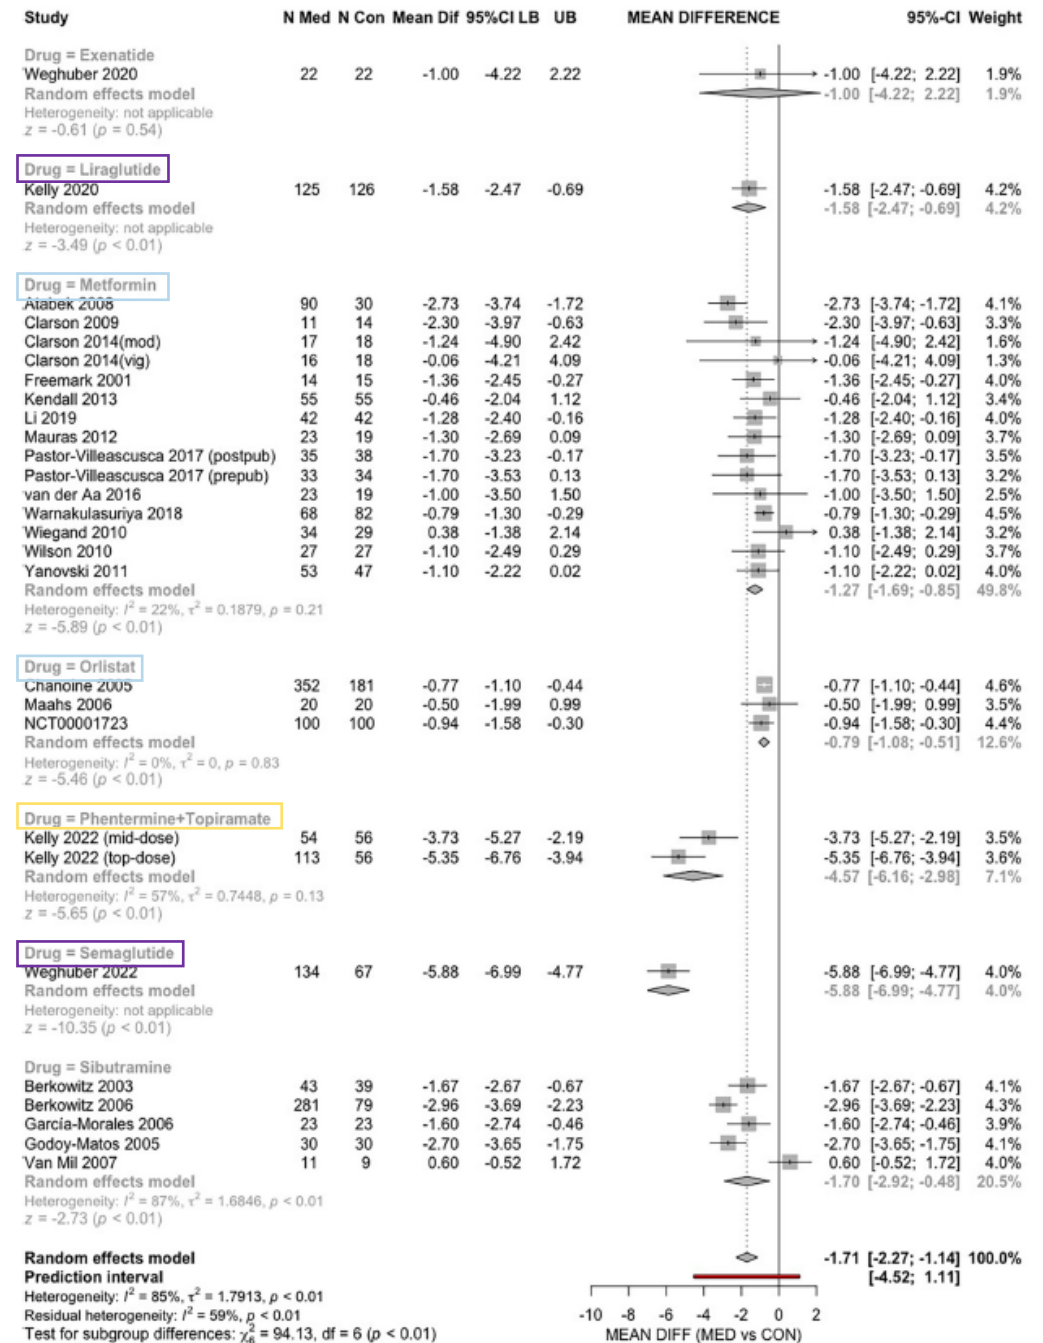 Study N Med N Con Mean Dif 95%CI LB UB MEAN DIFFERENCE 95%-CI Weight
Drug = Exenatide
Weghuber 2020 22 22 -1.00 -4.22 2.22 -1.00 [-4.22; 2.22] 1.9%
Random effects model -1.00 [-4.22; 2.22] 1.9%
Heterogeneity: not applicable
z = -0.61 (p = 0.54)
Drug = Liraglutide
Kelly 2020 125 126 -1.58 -2.47 -0.69 -1.58 [-2.47; -0.69] 4.2%
Random effects model -1.58 [-2.47; -0.69] 4.2%
Heterogeneity: not applicable
z = -3.49 (p < 0.01)
Drug = Metformin
Atabek 2008 90 30 -2.73 -3.74 -1.72 -2.73 [-3.74; -1.72] 4.1%
Clarson 2009 11 14 -2.30 -3.97 -0.63 -2.30 [-3.97; -0.63] 3.3%
Clarson 2014(mod) 17 18 -1.24 -4.90 2.42 -1.24 [-4.90; 2.42] 1.6%
Clarson 2014(vig) 16 18 -0.06 -4.21 4.09 -0.06 [-4.21; 4.09] 1.3%
Freemark 2001 14 15 -1.36 -2.45 -0.27 -1.36 [-2.45; -0.27] 4.0%
Kendall 2013 55 55 -0.46 -2.04 1.12 -0.46 [-2.04; 1.12] 3.4%
Li 2019 42 42 -1.28 -2.40 -0.16 -1.28 [-2.40; -0.16] 4.0%
Mauras 2012 23 19 -1.30 -2.69 0.09 -1.30 [-2.69; 0.09] 3.7%
Pastor-Villeascusca 2017 (postpub) 35 38 -1.70 -3.23 -0.17 -1.70 [-3.23; -0.17] 3.5%
Pastor-Villeascusca 2017 (prepub) 33 34 -1.70 -3.53 0.13 -1.70 [-3.53; 0.13] 3.2%
van der Aa 2016 23 19 -1.00 -3.50 1.50 -1.00 [-3.50; 1.50] 2.5%
Warnakulasuriya 2018 68 82 -0.79 -1.30 -0.29 -0.79 [-1.30; -0.29] 4.5%
Wiegand 2010 34 29 0.38 -1.38 2.14 0.38 [-1.38; 2.14] 3.2%
Wilson 2010 27 27 -1.10 -2.49 0.29 -1.10 [-2.49; 0.29] 3.7%
Yanovski 2011 53 47 -1.10 -2.22 0.02 -1.10 [-2.22; 0.02] 4.0%
Random effects model -1.27 [-1.69; -0.85] 49.8%
Heterogeneity: I² = 22%, τ² = 0.1879, p = 0.21
z = -5.89 (p < 0.01)
Drug = Orlistat
Chanoine 2005 352 181 -0.77 -1.10 -0.44 -0.77 [-1.10; -0.44] 4.6%
Maahs 2006 20 20 -0.50 -1.99 0.99 -0.50 [-1.99; 0.99] 3.5%
NCT00001723 100 100 -0.94 -1.58 -0.30 -0.94 [-1.58; -0.30] 4.4%
Random effects model -0.79 [-1.08; -0.51] 12.6%
Heterogeneity: I² = 0%, τ² = 0, p = 0.83
z = -5.46 (p < 0.01)
Drug = Phentermine+Topiramate
Kelly 2022 (mid-dose) 54 56 -3.73 -5.27 -2.19 -3.73 [-5.27; -2.19] 3.5%
Kelly 2022 (top-dose) 113 56 -5.35 -6.76 -3.94 -5.35 [-6.76; -3.94] 3.6%
Random effects model -4.57 [-6.16; -2.98] 7.1%
Heterogeneity: I² = 57%, τ² = 0.7448, p = 0.13
z = -5.65 (p < 0.01)
Drug = Semaglutide
Weghuber 2022 134 67 -5.88 -6.99 -4.77 -5.88 [-6.99; -4.77] 4.0%
Random effects model -5.88 [-6.99; -4.77] 4.0%
Heterogeneity: not applicable
z = -10.35 (p < 0.01)
Drug = Sibutramine
Berkowitz 2003 43 39 -1.67 -2.67 -0.67 -1.67 [-2.67; -0.67] 4.1%
Berkowitz 2006 281 79 -2.96 -3.69 -2.23 -2.96 [-3.69; -2.23] 4.3%
García-Morales 2006 23 23 -1.60 -2.74 -0.46 -1.60 [-2.74; -0.46] 3.9%
Godoy-Matos 2005 30 30 -2.70 -3.65 -1.75 -2.70 [-3.65; -1.75] 4.1%
Van Mil 2007 11 9 0.60 -0.52 1.72 0.60 [-0.52; 1.72] 4.0%
Random effects model -1.70 [-2.92; -0.48] 20.5%
Heterogeneity: I² = 87%, τ² = 1.6846, p < 0.01
z = -2.73 (p < 0.01)
Random effects model -1.71 [-2.27; -1.14] 100.0%
Prediction interval [-4.52; 1.11]
Heterogeneity: I² = 85%, τ² = 1.7913, p < 0.01
Residual heterogeneity: I² = 59%, p < 0.01
-10 -8 -6 -4 -2 0 2
Test for subgroup differences: χ²₆ = 94.13, df = 6 (p < 0.01) MEAN DIFF (MED vs CON)